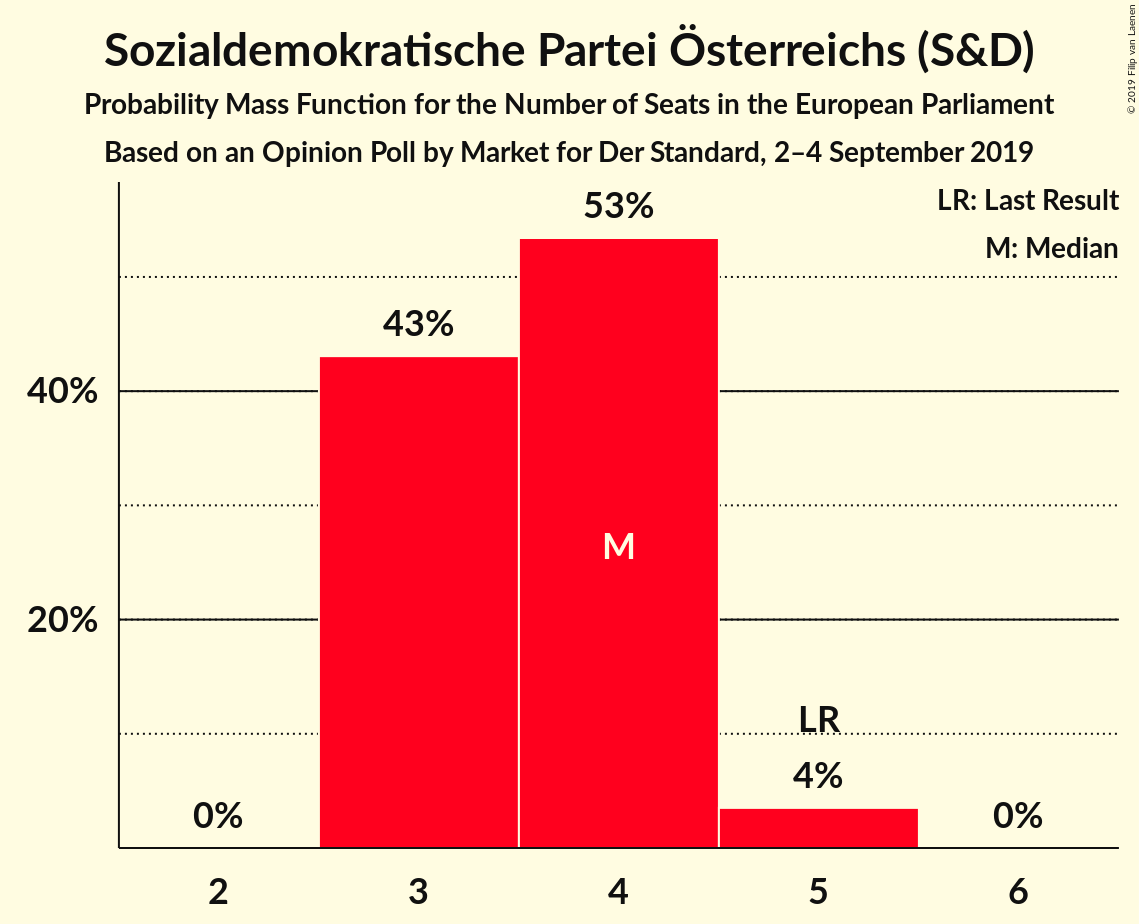 Sozialdemokratische Partei Österreichs (S&D)
Probability Mass Function for the Number of Seats in the European Parliament
Based on an Opinion Poll by Market for Der Standard, 2–4 September 2019
© 2019 Filip van Laenen
LR: Last Result
M: Median
53%
43%
40%
M
20%
LR
4%
0%
0%
2 3 4 5 6